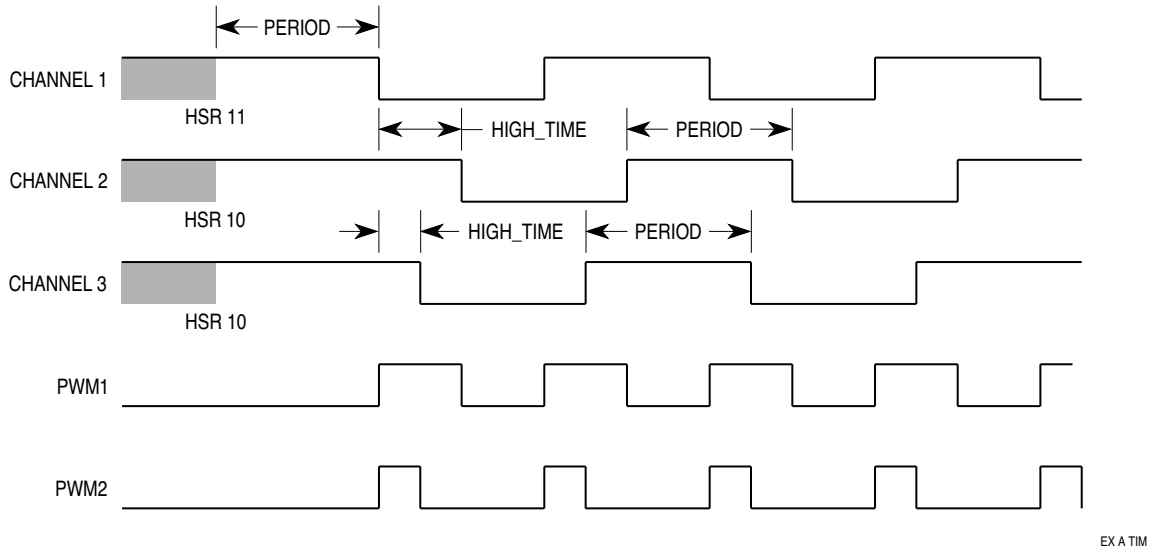 PERIOD
CHANNEL 1
HSR 11
HIGH_TIME
PERIOD
CHANNEL 2
HSR 10
HIGH_TIME
PERIOD
CHANNEL 3
HSR 10
PWM1
PWM2
EX A TIM